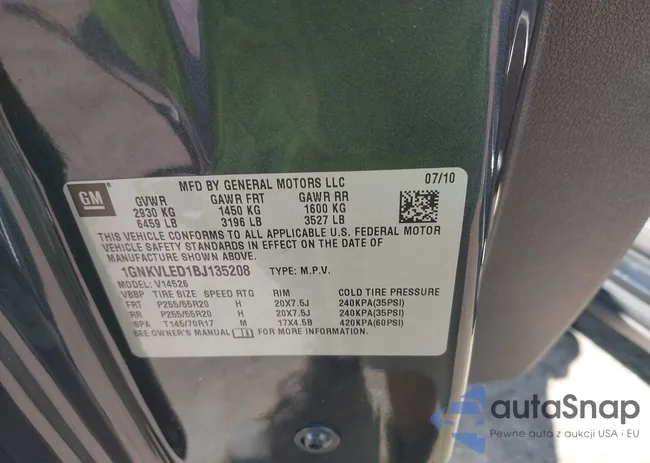 GM
MFD BY GENERAL MOTORS LLC 07/10
GVWR GAWR FRT GAWR RR
2930 KG 1450 KG 1600 KG
6459 LB 3196 LB 3527 LB
THIS VEHICLE CONFORMS TO ALL APPLICABLE U.S. FEDERAL MOTOR
VEHICLE SAFETY STANDARDS IN EFFECT ON THE DATE OF
MANUFACTURE SHOWN ABOVE.
1GNKVLED1BJ135208 TYPE: M.P.V.
MODEL: V14526
VBBP TIRE SIZE SPEED RTG RIM COLD TIRE PRESSURE
FRT P255/55R20 H 20X7.5J 240KPA(35PSI)
RR P255/55R20 H 20X7.5J 240KPA(35PSI)
SPA T145/70R17 M 17X4.5B 420KPA(60PSI)
SEE OWNER'S MANUAL FOR MORE INFORMATION.
autoSnap
Pewne auta z aukcji USA i EU